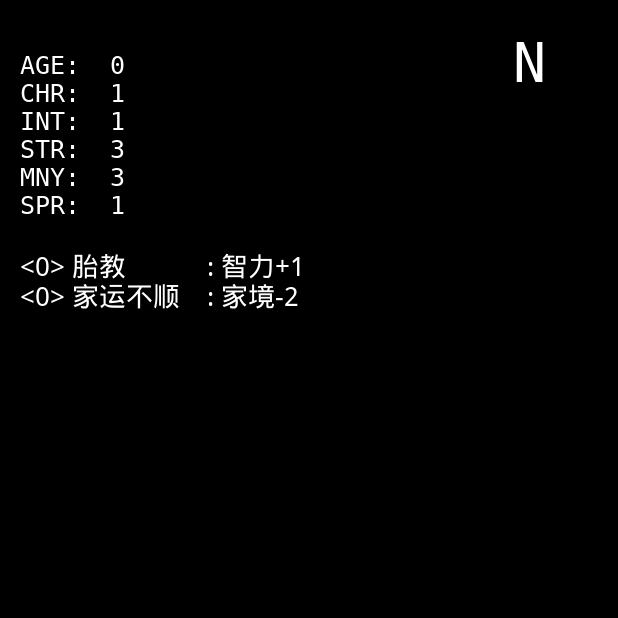 N
AGE: 0
CHR: 1
INT: 1
STR: 3
MNY: 3
SPR: 1
<0> 胎教 : 智力+1
<0> 家运不顺 : 家境-2